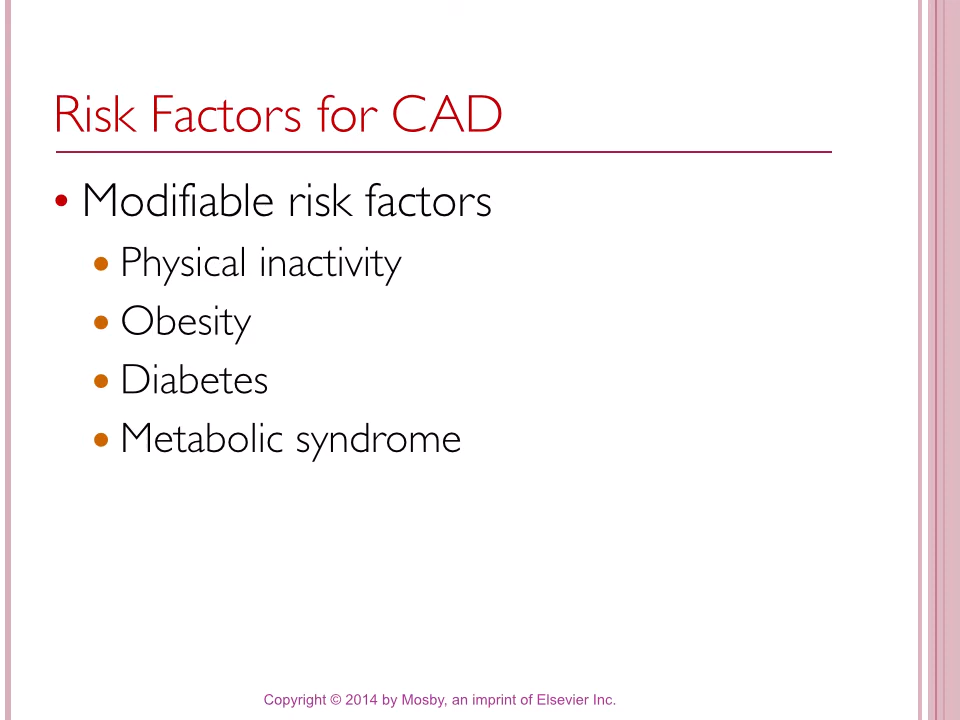 Risk Factors for CAD
• Modifiable risk factors
• Physical inactivity
• Obesity
• Diabetes
• Metabolic syndrome
Copyright © 2014 by Mosby, an imprint of Elsevier Inc.